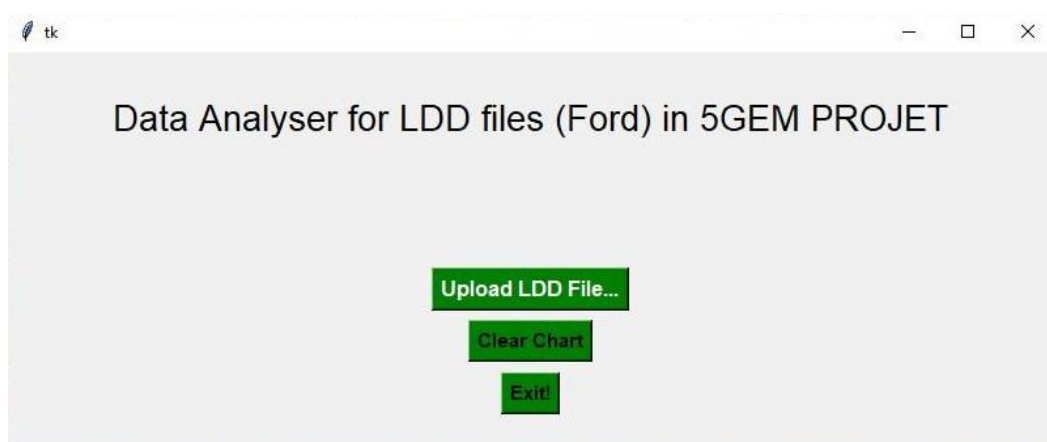 tk
Data Analyser for LDD files (Ford) in 5GEM PROJET
Upload LDD File...
Clear Chart
Exit!